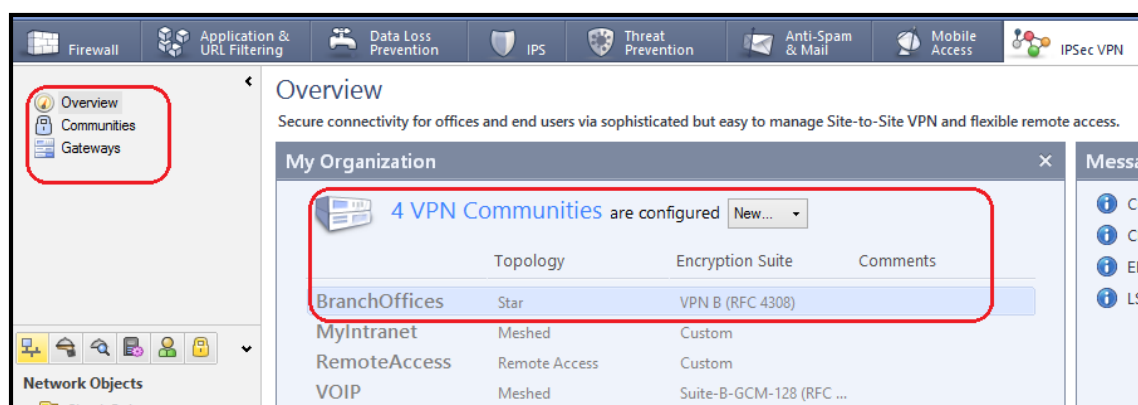 Firewall
Application & URL Filtering
Data Loss Prevention
IPS
Threat Prevention
Anti-Spam & Mail
Mobile Access
IPSec VPN
Overview
Communities
Gateways
Overview
Secure connectivity for offices and end users via sophisticated but easy to manage Site-to-Site VPN and flexible remote access.
My Organization
4 VPN Communities are configured New...
Topology Encryption Suite Comments
BranchOffices Star VPN B (RFC 4308)
MyIntranet Meshed Custom
RemoteAccess Remote Access Custom
VOIP Meshed Suite-B-GCM-128 (RFC ...
Network Objects